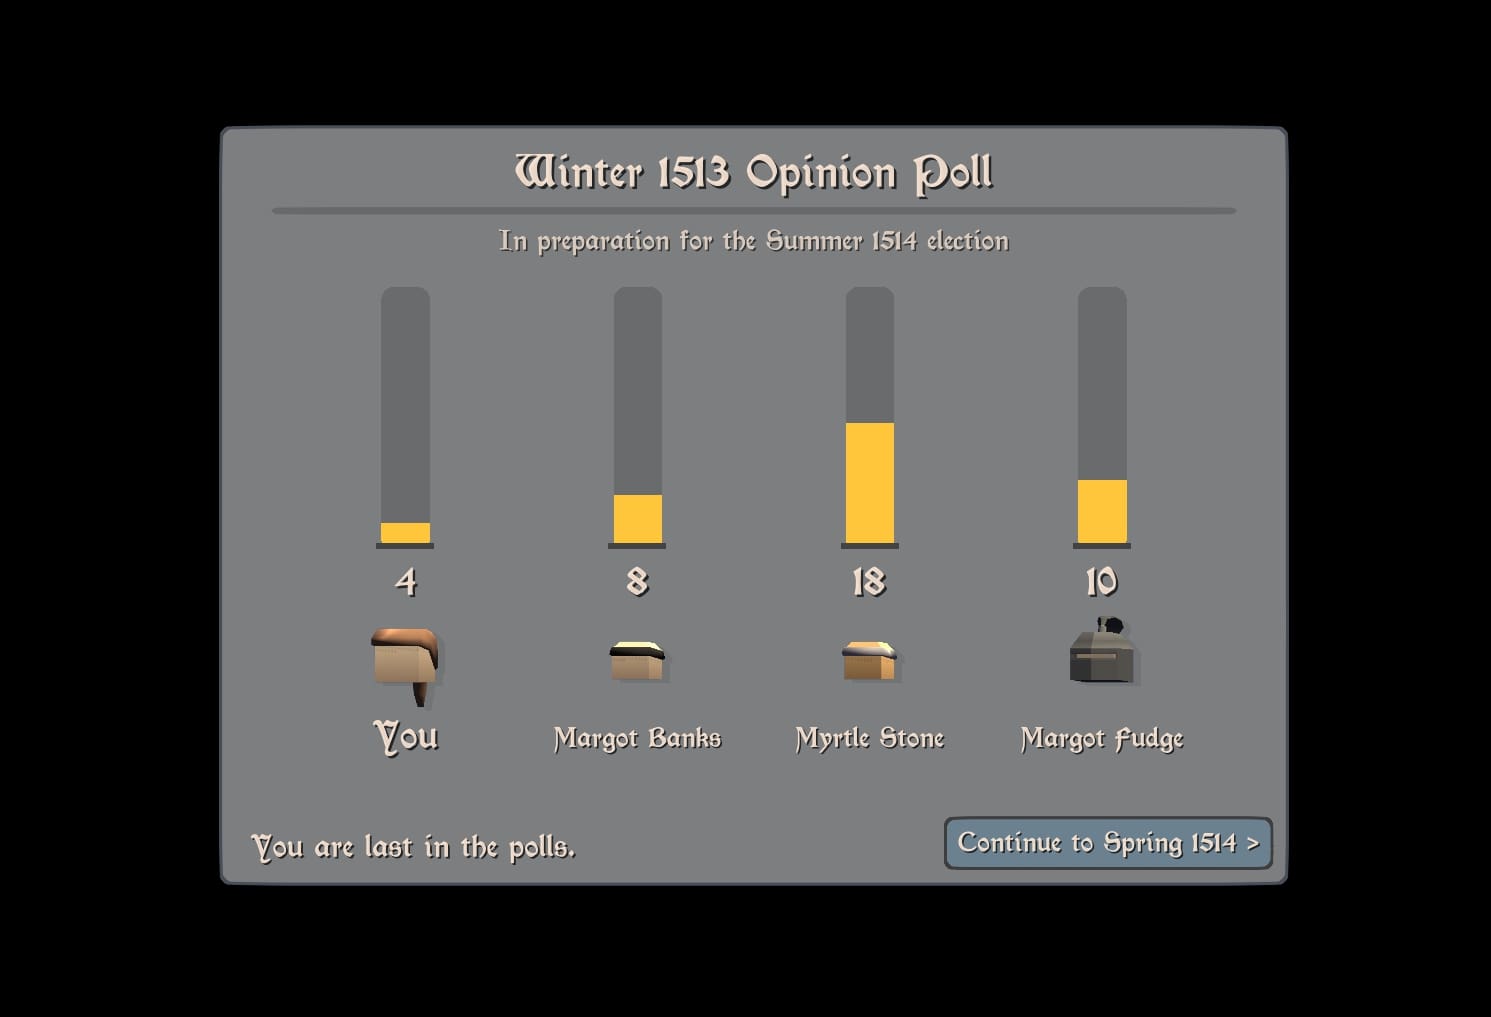 Winter 1513 Opinion Poll
In preparation for the Summer 1514 election
4 8 18 10
You Margot Banks Myrtle Stone Margot Fudge
You are last in the polls.
Continue to Spring 1514 >